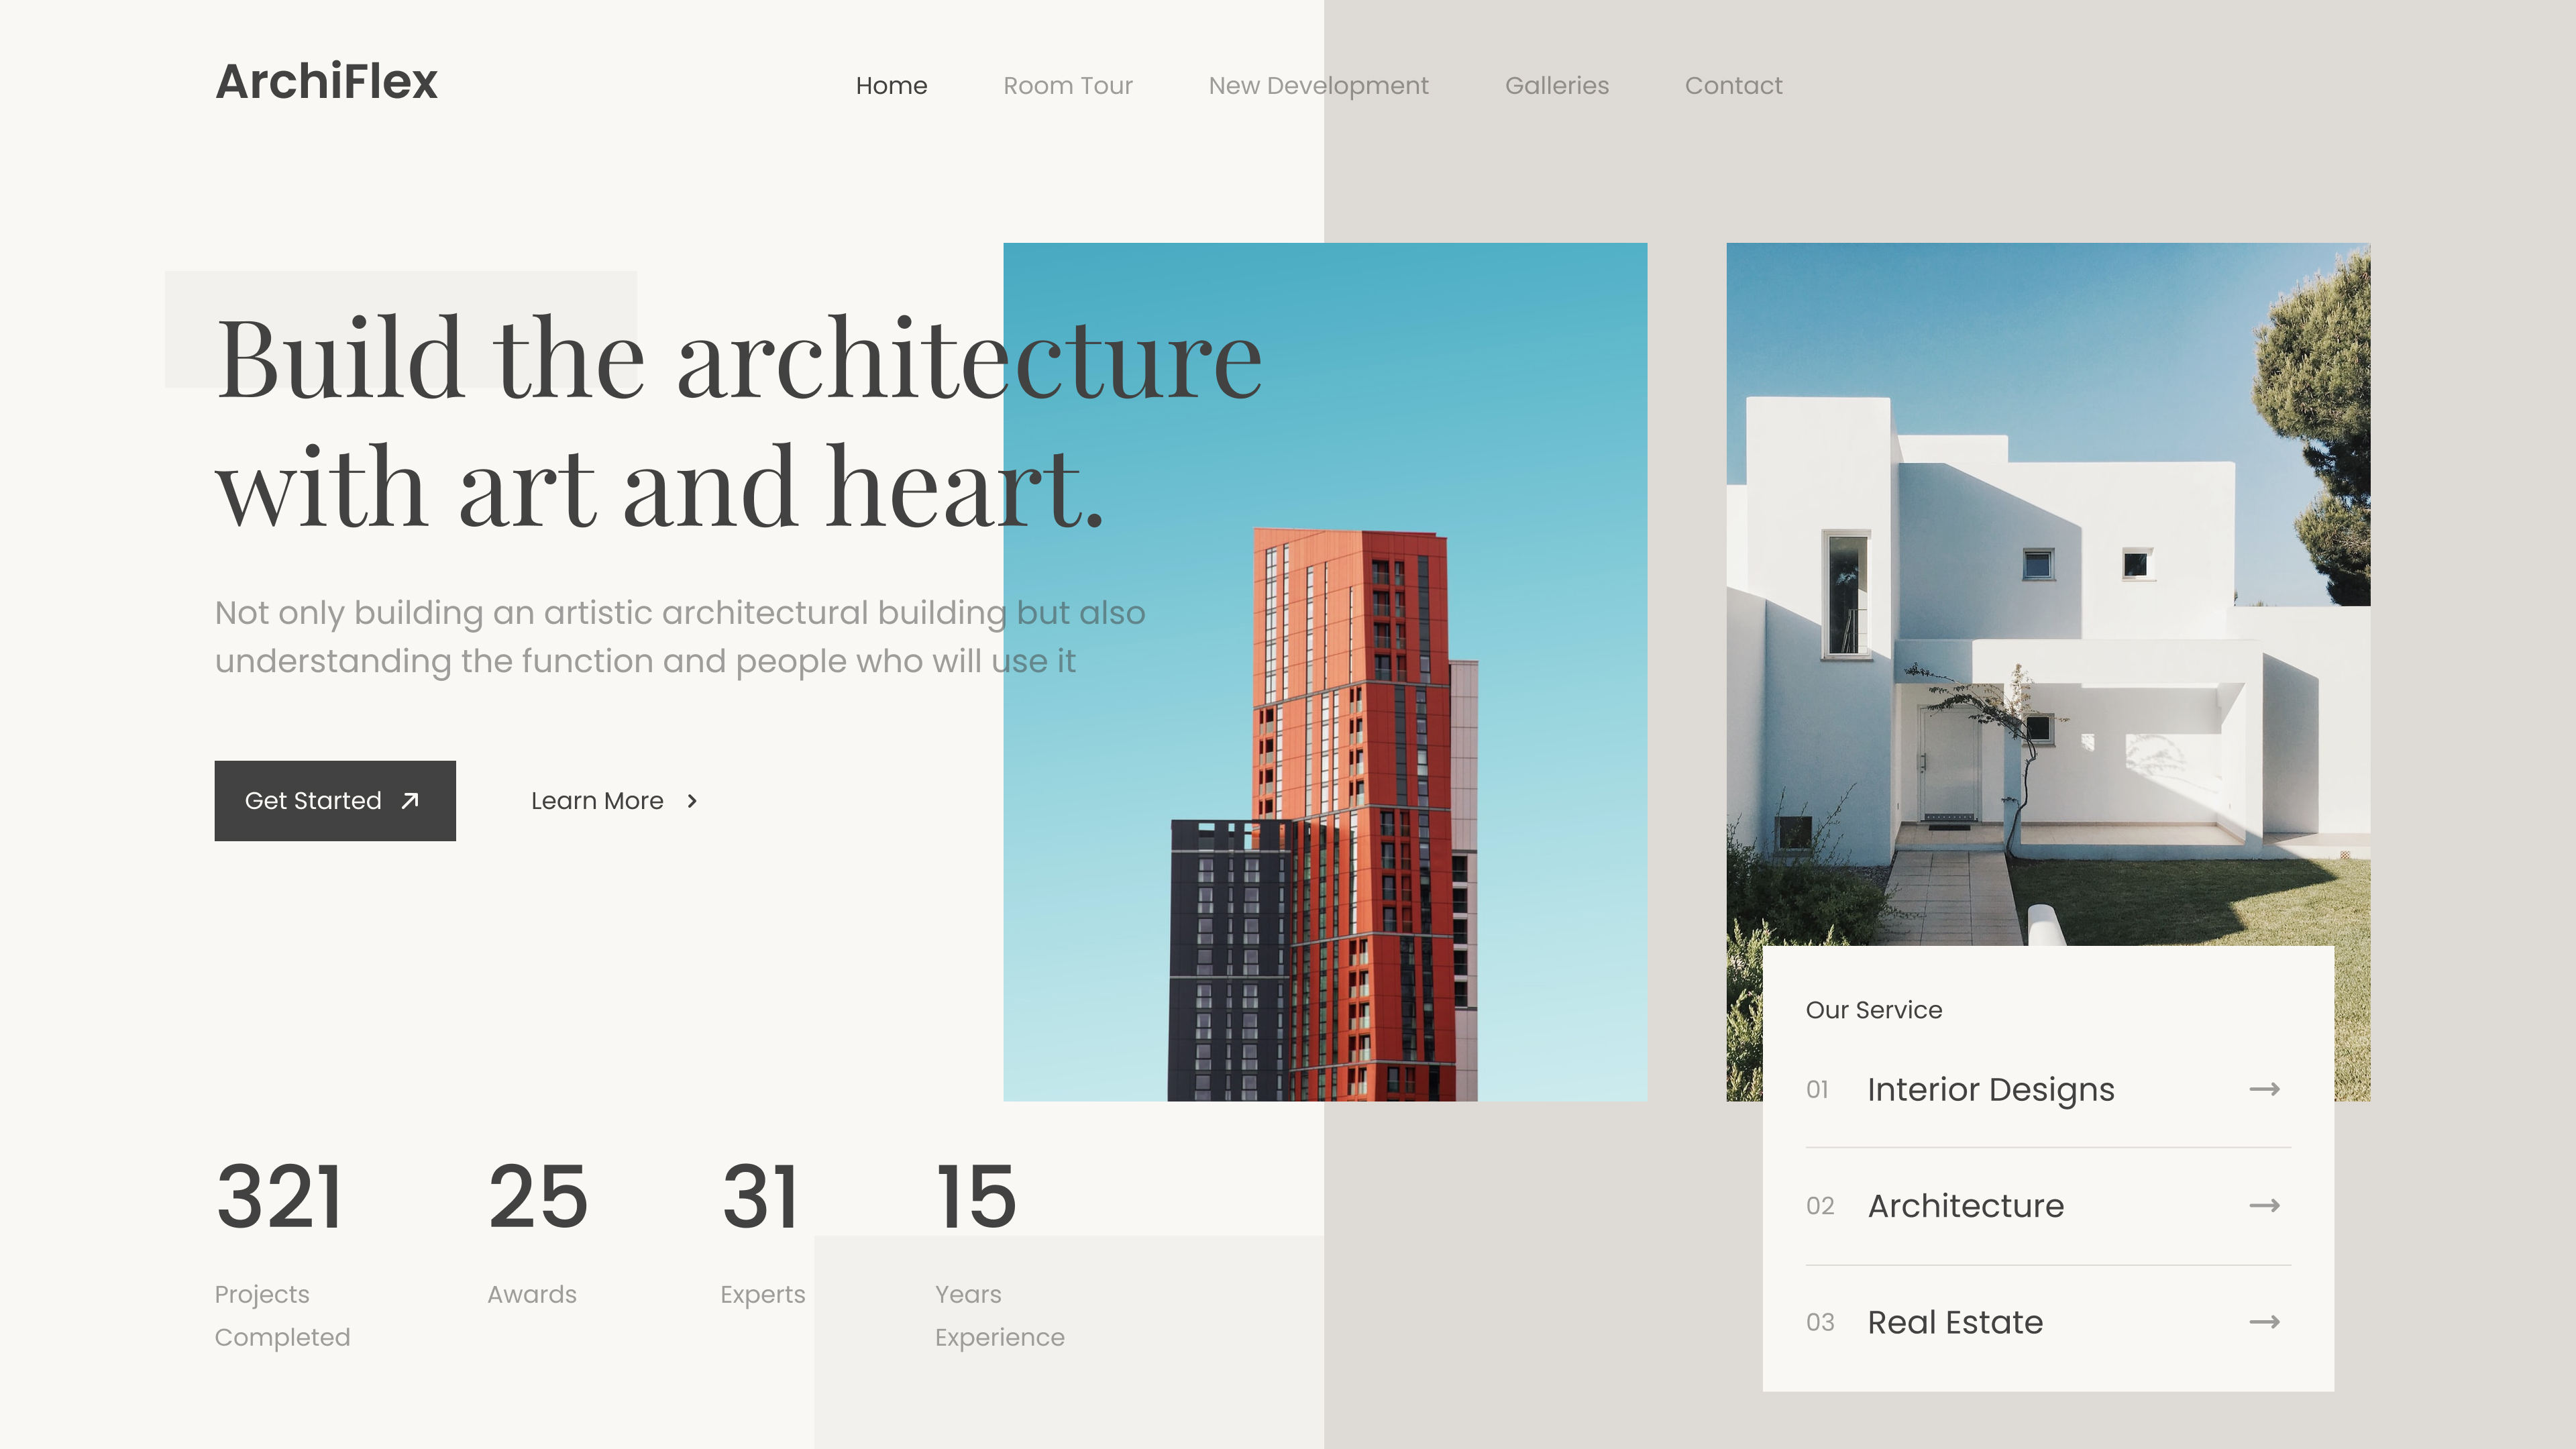 ArchiFlex
Home
Room Tour
New Development
Galleries
Contact
Build the architecture
with art and heart.
Not only building an artistic architectural building but also
understanding the function and people who will use it
Get Started
Learn More
321
Projects
Completed
25
Awards
31
Experts
15
Years
Experience
Our Service
01 Interior Designs
02 Architecture
03 Real Estate